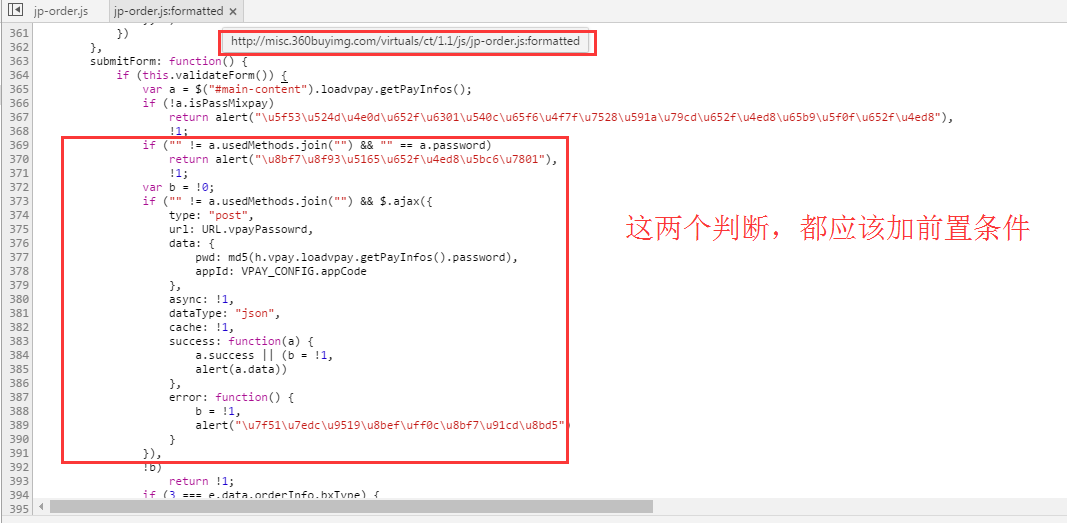 jp-order.js jp-order.js:formatted ×
http://misc.360buyimg.com/virtuals/ct/1.1/js/jp-order.js:formatted
361 })
362 },
363 submitForm: function() {
364 if (this.validateForm()) {
365 var a = $("#main-content").loadvpay.getPayInfos();
366 if (!a.isPassMixpay)
367 return alert("\u5f53\u524d\u4e0d\u652f\u6301\u540c\u65f6\u4f7f\u7528\u591a\u79cd\u652f\u4ed8\u65b9\u5f0f\u652f\u4ed8"),
368 !1;
369 if ("" != a.usedMethods.join("") && "" == a.password)
370 return alert("\u8bf7\u8f93\u5165\u652f\u4ed8\u5bc6\u7801"),
371 !1;
372 var b = !0;
373 if ("" != a.usedMethods.join("") && $.ajax({
374 type: "post",
375 url: URL.vpayPassowrd,
376 data: {
377 pwd: md5(h.vpay.loadvpay.getPayInfos().password),
378 appId: VPAY_CONFIG.appCode
379 },
380 async: !1,
381 dataType: "json",
382 cache: !1,
383 success: function(a) {
384 a.success || (b = !1,
385 alert(a.data))
386 },
387 error: function() {
388 b = !1,
389 alert("\u7f51\u7edc\u9519\u8bef\uff0c\u8bf7\u91cd\u8bd5")
390 }
391 }),
392 !b)
393 return !1;
394 if (3 === e.data.orderInfo.bxType) {
395
这两个判断，都应该加前置条件